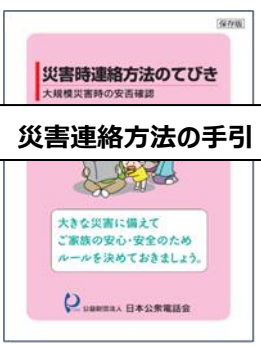 保存版
災害時連絡方法のてびき
大規模災害時の安否確認
災害連絡方法の手引
大きな災害に備えて
ご家族の安心・安全のため
ルールを決めておきましょう。
公益財団法人 日本公衆電話会